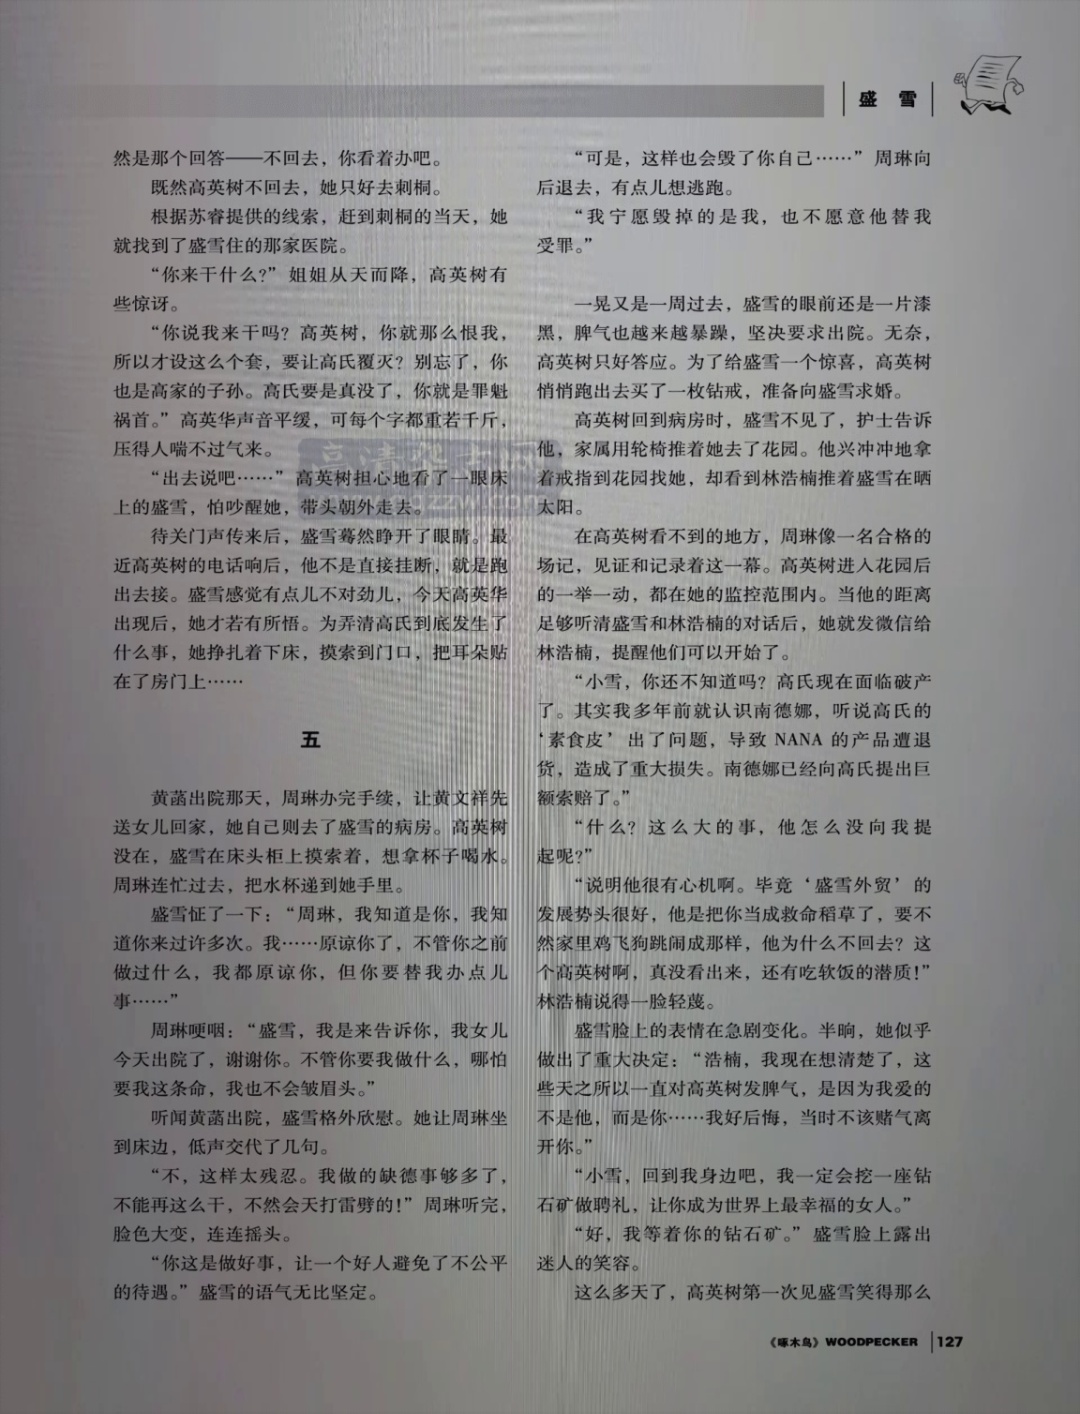 盛 雪
然是那个回答——不回去，你看着办吧。
既然高英树不回去，她只好去刺桐。
根据苏睿提供的线索，赶到刺桐的当天，她
就找到了盛雪住的那家医院。
“你来干什么？”姐姐从天而降，高英树有
些惊讶。
“你说我来干吗？高英树，你就那么恨我，
所以才设这么个套，要让高氏覆灭？别忘了，你
也是高家的子孙。高氏要是真没了，你就是罪魁
祸首。”高英华声音平缓，可每个字都重若千斤，
压得人喘不过气来。
“出去说吧……”高英树担心地看了一眼床
上的盛雪，怕吵醒她，带头朝外走去。
待关门声传来后，盛雪蓦然睁开了眼睛。最
近高英树的电话响后，他不是直接挂断，就是跑
出去接。盛雪感觉有点儿不对劲儿，今天高英华
出现后，她才若有所悟。为弄清高氏到底发生了
什么事，她挣扎着下床，摸索到门口，把耳朵贴
在了房门上……
五
黄菡出院那天，周琳办完手续，让黄文祥先
送女儿回家，她自己则去了盛雪的病房。高英树
没在，盛雪在床头柜上摸索着，想拿杯子喝水。
周琳连忙过去，把水杯递到她手里。
盛雪怔了一下：“周琳，我知道是你，我知
道你来过许多次。我……原谅你了，不管你之前
做过什么，我都原谅你，但你要替我办点儿
事……”
周琳哽咽：“盛雪，我是来告诉你，我女儿
今天出院了，谢谢你。不管你要我做什么，哪怕
要我这条命，我也不会皱眉头。”
听闻黄菡出院，盛雪格外欣慰。她让周琳坐
到床边，低声交代了几句。
“不，这样太残忍。我做的缺德事够多了，
不能再这么干，不然会天打雷劈的！”周琳听完，
脸色大变，连连摇头。
“你这是做好事，让一个好人避免了不公平
的待遇。”盛雪的语气无比坚定。
“可是，这样也会毁了你自己……”周琳向
后退去，有点儿想逃跑。
“我宁愿毁掉的是我，也不愿意他替我
受罪。”
一晃又是一周过去，盛雪的眼前还是一片漆
黑，脾气也越来越暴躁，坚决要求出院。无奈，
高英树只好答应。为了给盛雪一个惊喜，高英树
悄悄跑出去买了一枚钻戒，准备向盛雪求婚。
高英树回到病房时，盛雪不见了，护士告诉
他，家属用轮椅推着她去了花园。他兴冲冲地拿
着戒指到花园找她，却看到林浩楠推着盛雪在晒
太阳。
在高英树看不到的地方，周琳像一名合格的
场记，见证和记录着这一幕。高英树进入花园后
的一举一动，都在她的监控范围内。当他的距离
足够听清盛雪和林浩楠的对话后，她就发微信给
林浩楠，提醒他们可以开始了。
“小雪，你还不知道吗？高氏现在面临破产
了。其实我多年前就认识南德娜，听说高氏的
‘素食皮’出了问题，导致 NANA 的产品遭退
货，造成了重大损失。南德娜已经向高氏提出巨
额索赔了。”
“什么？这么大的事，他怎么没向我提
起呢？”
“说明他很有心机啊。毕竟‘盛雪外贸’的
发展势头很好，他是把你当成救命稻草了，要不
然家里鸡飞狗跳闹成那样，他为什么不回去？这
个高英树啊，真没看出来，还有吃软饭的潜质！”
林浩楠说得一脸轻蔑。
盛雪脸上的表情在急剧变化。半晌，她似乎
做出了重大决定：“浩楠，我现在想清楚了，这
些天之所以一直对高英树发脾气，是因为我爱的
不是他，而是你……我好后悔，当时不该赌气离
开你。”
“小雪，回到我身边吧，我一定会挖一座钻
石矿做聘礼，让你成为世界上最幸福的女人。”
“好，我等着你的钻石矿。”盛雪脸上露出
迷人的笑容。
这么多天了，高英树第一次见盛雪笑得那么
《啄木鸟》WOODPECKER 127